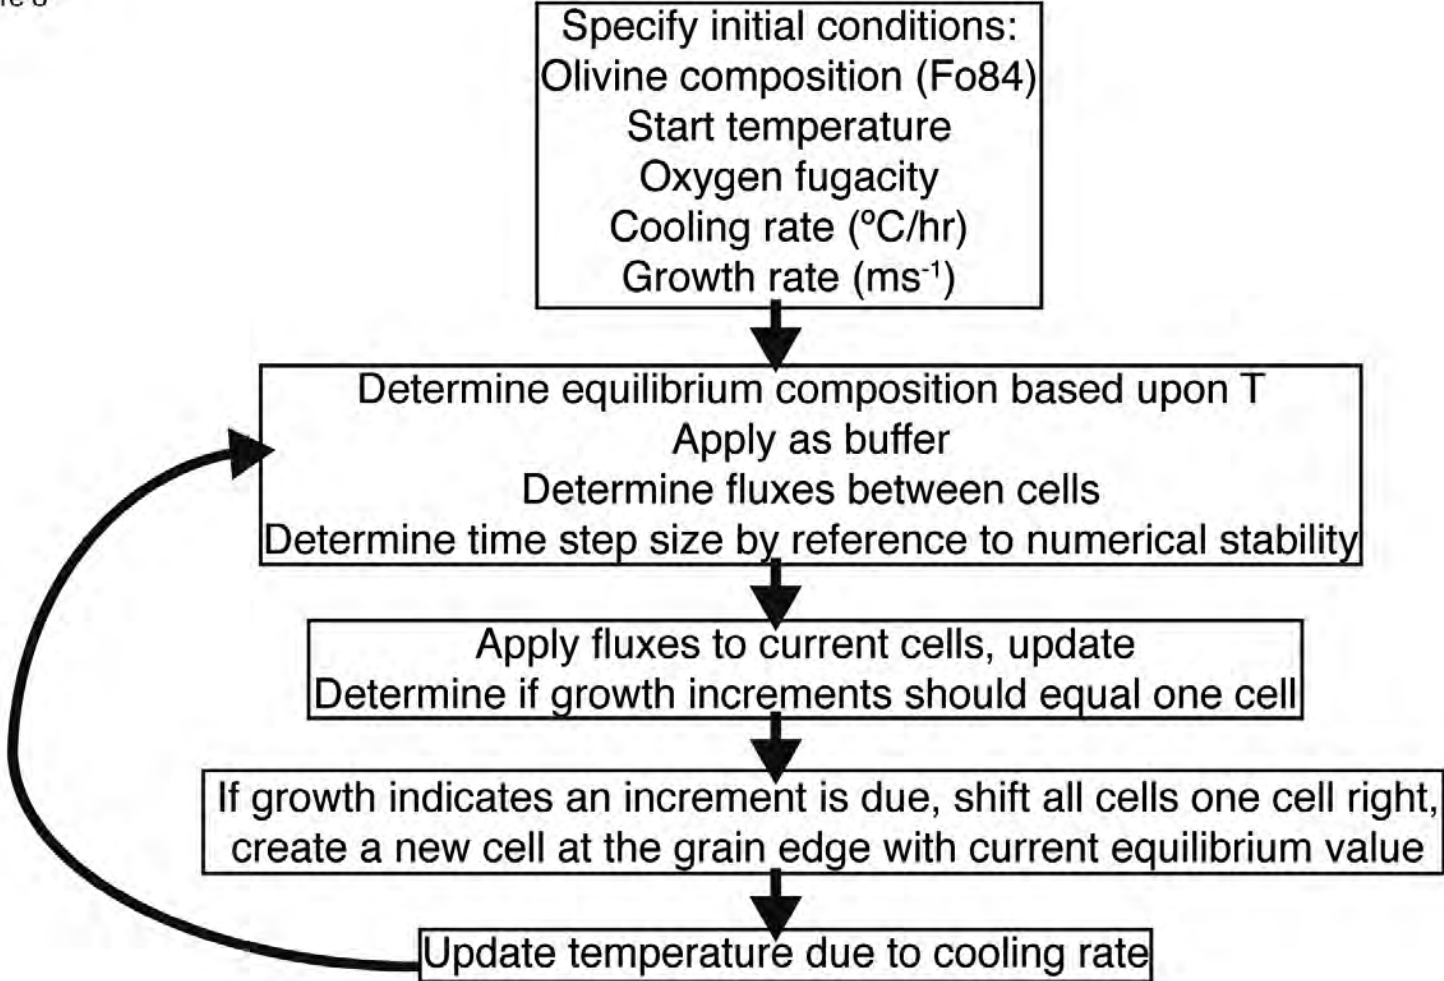 Specify initial conditions:
Olivine composition (Fo84)
Start temperature
Oxygen fugacity
Cooling rate (ºC/hr)
Growth rate (ms⁻¹)
Determine equilibrium composition based upon T
Apply as buffer
Determine fluxes between cells
Determine time step size by reference to numerical stability
Apply fluxes to current cells, update
Determine if growth increments should equal one cell
If growth indicates an increment is due, shift all cells one cell right,
create a new cell at the grain edge with current equilibrium value
Update temperature due to cooling rate